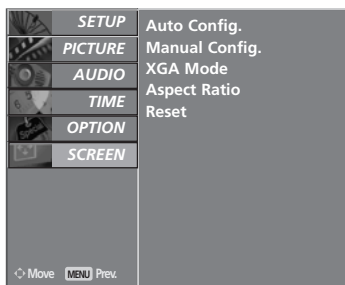 SETUP
PICTURE
AUDIO
TIME
OPTION
SCREEN
Move MENU Prev.
Auto Config.
Manual Config.
XGA Mode
Aspect Ratio
Reset